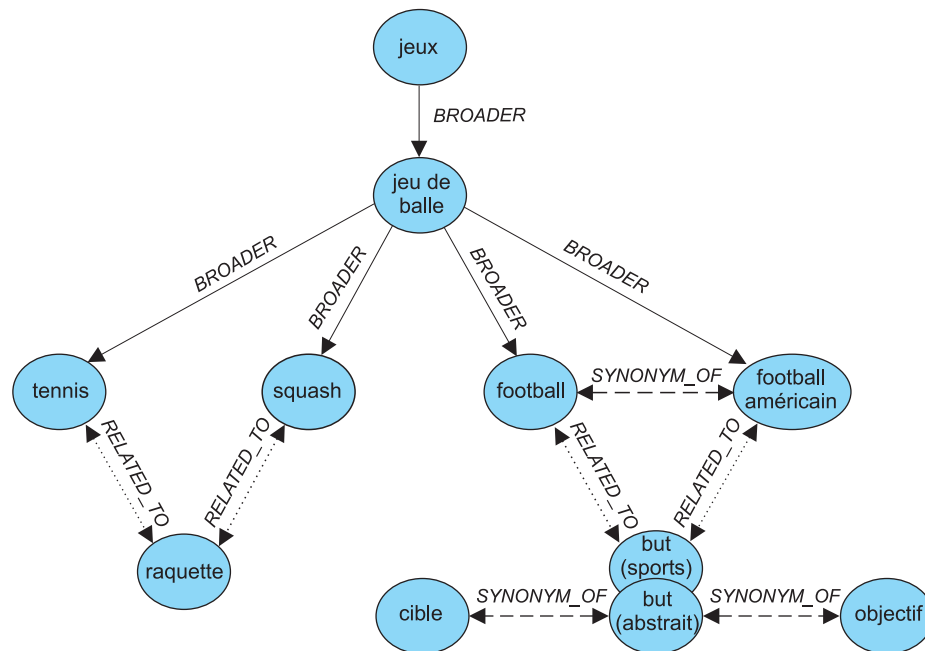 jeux
BROADER
jeu de
balle
BROADER
BROADER
BROADER
BROADER
tennis
squash
football
SYNONYM_OF
football
américain
RELATED_TO
RELATED_TO
RELATED_TO
RELATED_TO
raquette
but
(sports)
cible
SYNONYM_OF
but
(abstrait)
SYNONYM_OF
objectif